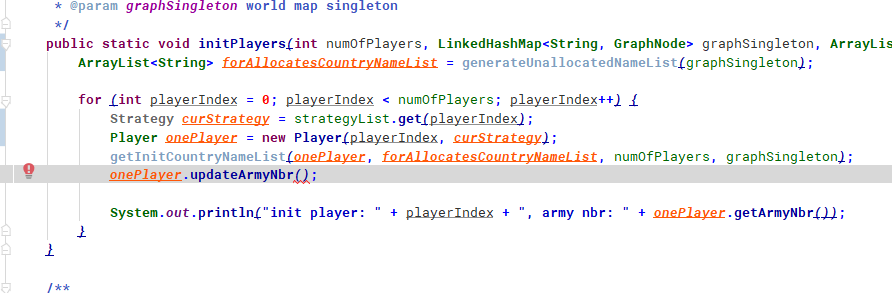 * @param graphSingleton world map singleton
*/
public static void initPlayers(int numOfPlayers, LinkedHashMap<String, GraphNode> graphSingleton, ArrayLis
ArrayList<String> forAllocatesCountryNameList = generateUnallocatedNameList(graphSingleton);
for (int playerIndex = 0; playerIndex < numOfPlayers; playerIndex++) {
Strategy curStrategy = strategyList.get(playerIndex);
Player onePlayer = new Player(playerIndex, curStrategy);
getInitCountryNameList(onePlayer, forAllocatesCountryNameList, numOfPlayers, graphSingleton);
onePlayer.updateArmyNbr();
System.out.println("init player: " + playerIndex + ", army nbr: " + onePlayer.getArmyNbr());
}
}
/**